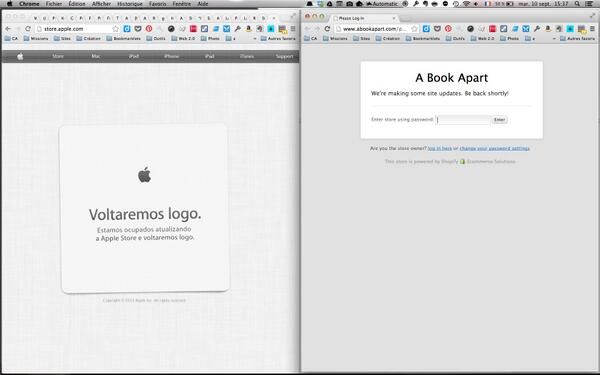 Chrome Fichier Édition Afficher Historique Favoris Fenêtre Aide
Automatic
50 %
mar. 10 sept. 15:37
store.apple.com
CA Missions Sites Création Bookmarklets Outils Web 2.0 Photo
Autres favoris
Store Mac iPod iPhone iPad iTunes Support
Voltaremos logo.
Estamos ocupados atualizando
a Apple Store e voltaremos logo.
Copyright © 2013 Apple Inc. All rights reserved.
Please Log In
www.abookapart.com/
CA Missions Sites Création Bookmarklets Outils Web 2.0 Photo
Autres favoris
A Book Apart
We're making some site updates. Be back shortly!
Enter store using password: Enter
Are you the store owner? log in here or change your password settings
This store is powered by Shopify Ecommerce Solutions